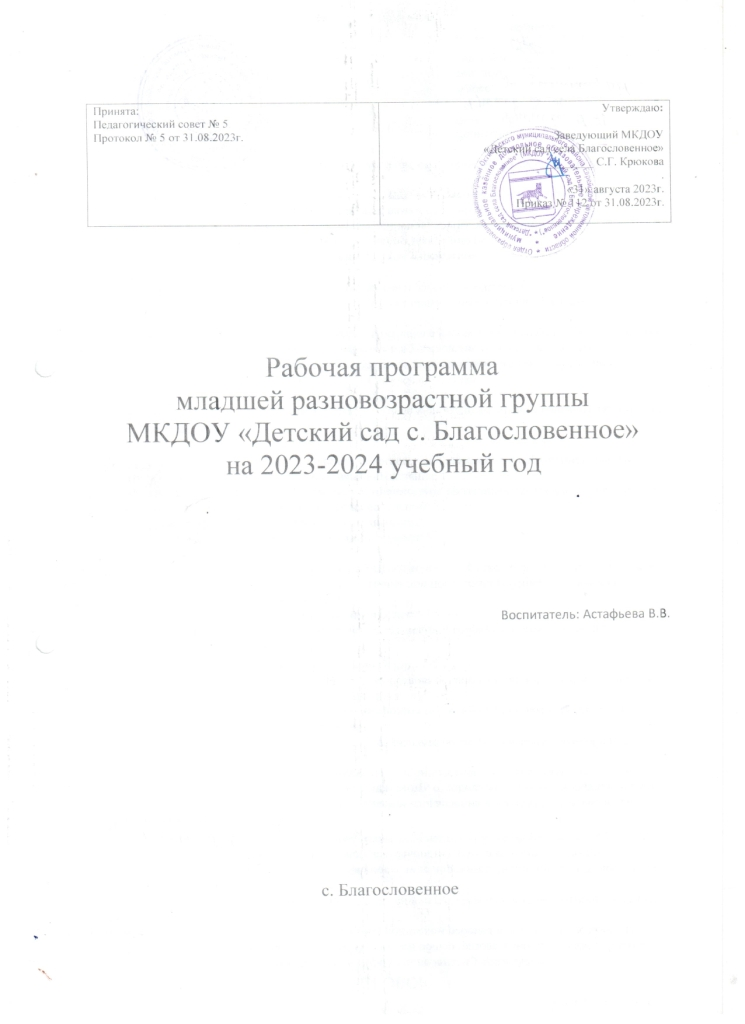 Принята:
Педагогический совет № 5
Протокол № 5 от 31.08.2023г.
Утверждаю:
Заведующий МКДОУ
«Детский сад села Благословенное»
С.Г. Крюкова
«31» августа 2023г.
Приказ № 142 от 31.08.2023г.
Рабочая программа
младшей разновозрастной группы
МКДОУ «Детский сад с. Благословенное»
на 2023-2024 учебный год
Воспитатель: Астафьева В.В.
с. Благословенное